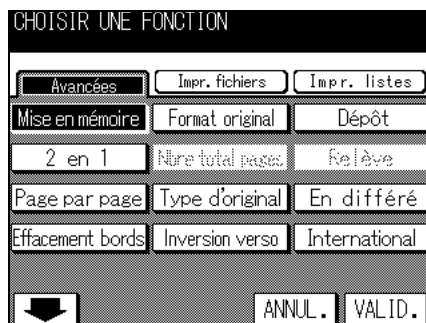 CHOISIR UNE FONCTION
Avancées Impr. fichiers Impr. listes
Mise en mémoire Format original Dépôt
2 en 1 Nbre total pages Relève
Page par page Type d'original En différé
Effacement bords Inversion verso International
ANNUL. VALID.